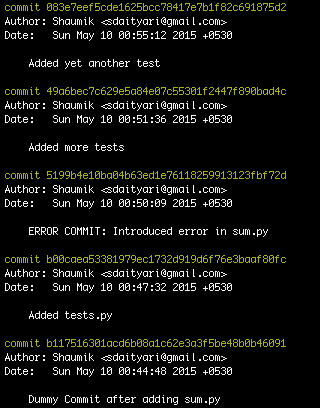 commit 083e7eef5cde1625bcc78417e7b1f82c691875d2
Author: Shaumik <sdaityari@gmail.com>
Date:   Sun May 10 00:55:12 2015 +0530
Added yet another test
commit 49a6bec7c629e5a84e07c55301f2447f890bad4c
Author: Shaumik <sdaityari@gmail.com>
Date:   Sun May 10 00:51:36 2015 +0530
Added more tests
commit 5199b4e10ba04b63ed1e76118259913123fbf72d
Author: Shaumik <sdaityari@gmail.com>
Date:   Sun May 10 00:50:09 2015 +0530
ERROR COMMIT: Introduced error in sum.py
commit b00caea53381979ec1732d919d6f76e3baaf80fc
Author: Shaumik <sdaityari@gmail.com>
Date:   Sun May 10 00:47:32 2015 +0530
Added tests.py
commit b117516301acd6b08a1c62e3a3f5be48b0b46091
Author: Shaumik <sdaityari@gmail.com>
Date:   Sun May 10 00:44:48 2015 +0530
Dummy Commit after adding sum.py